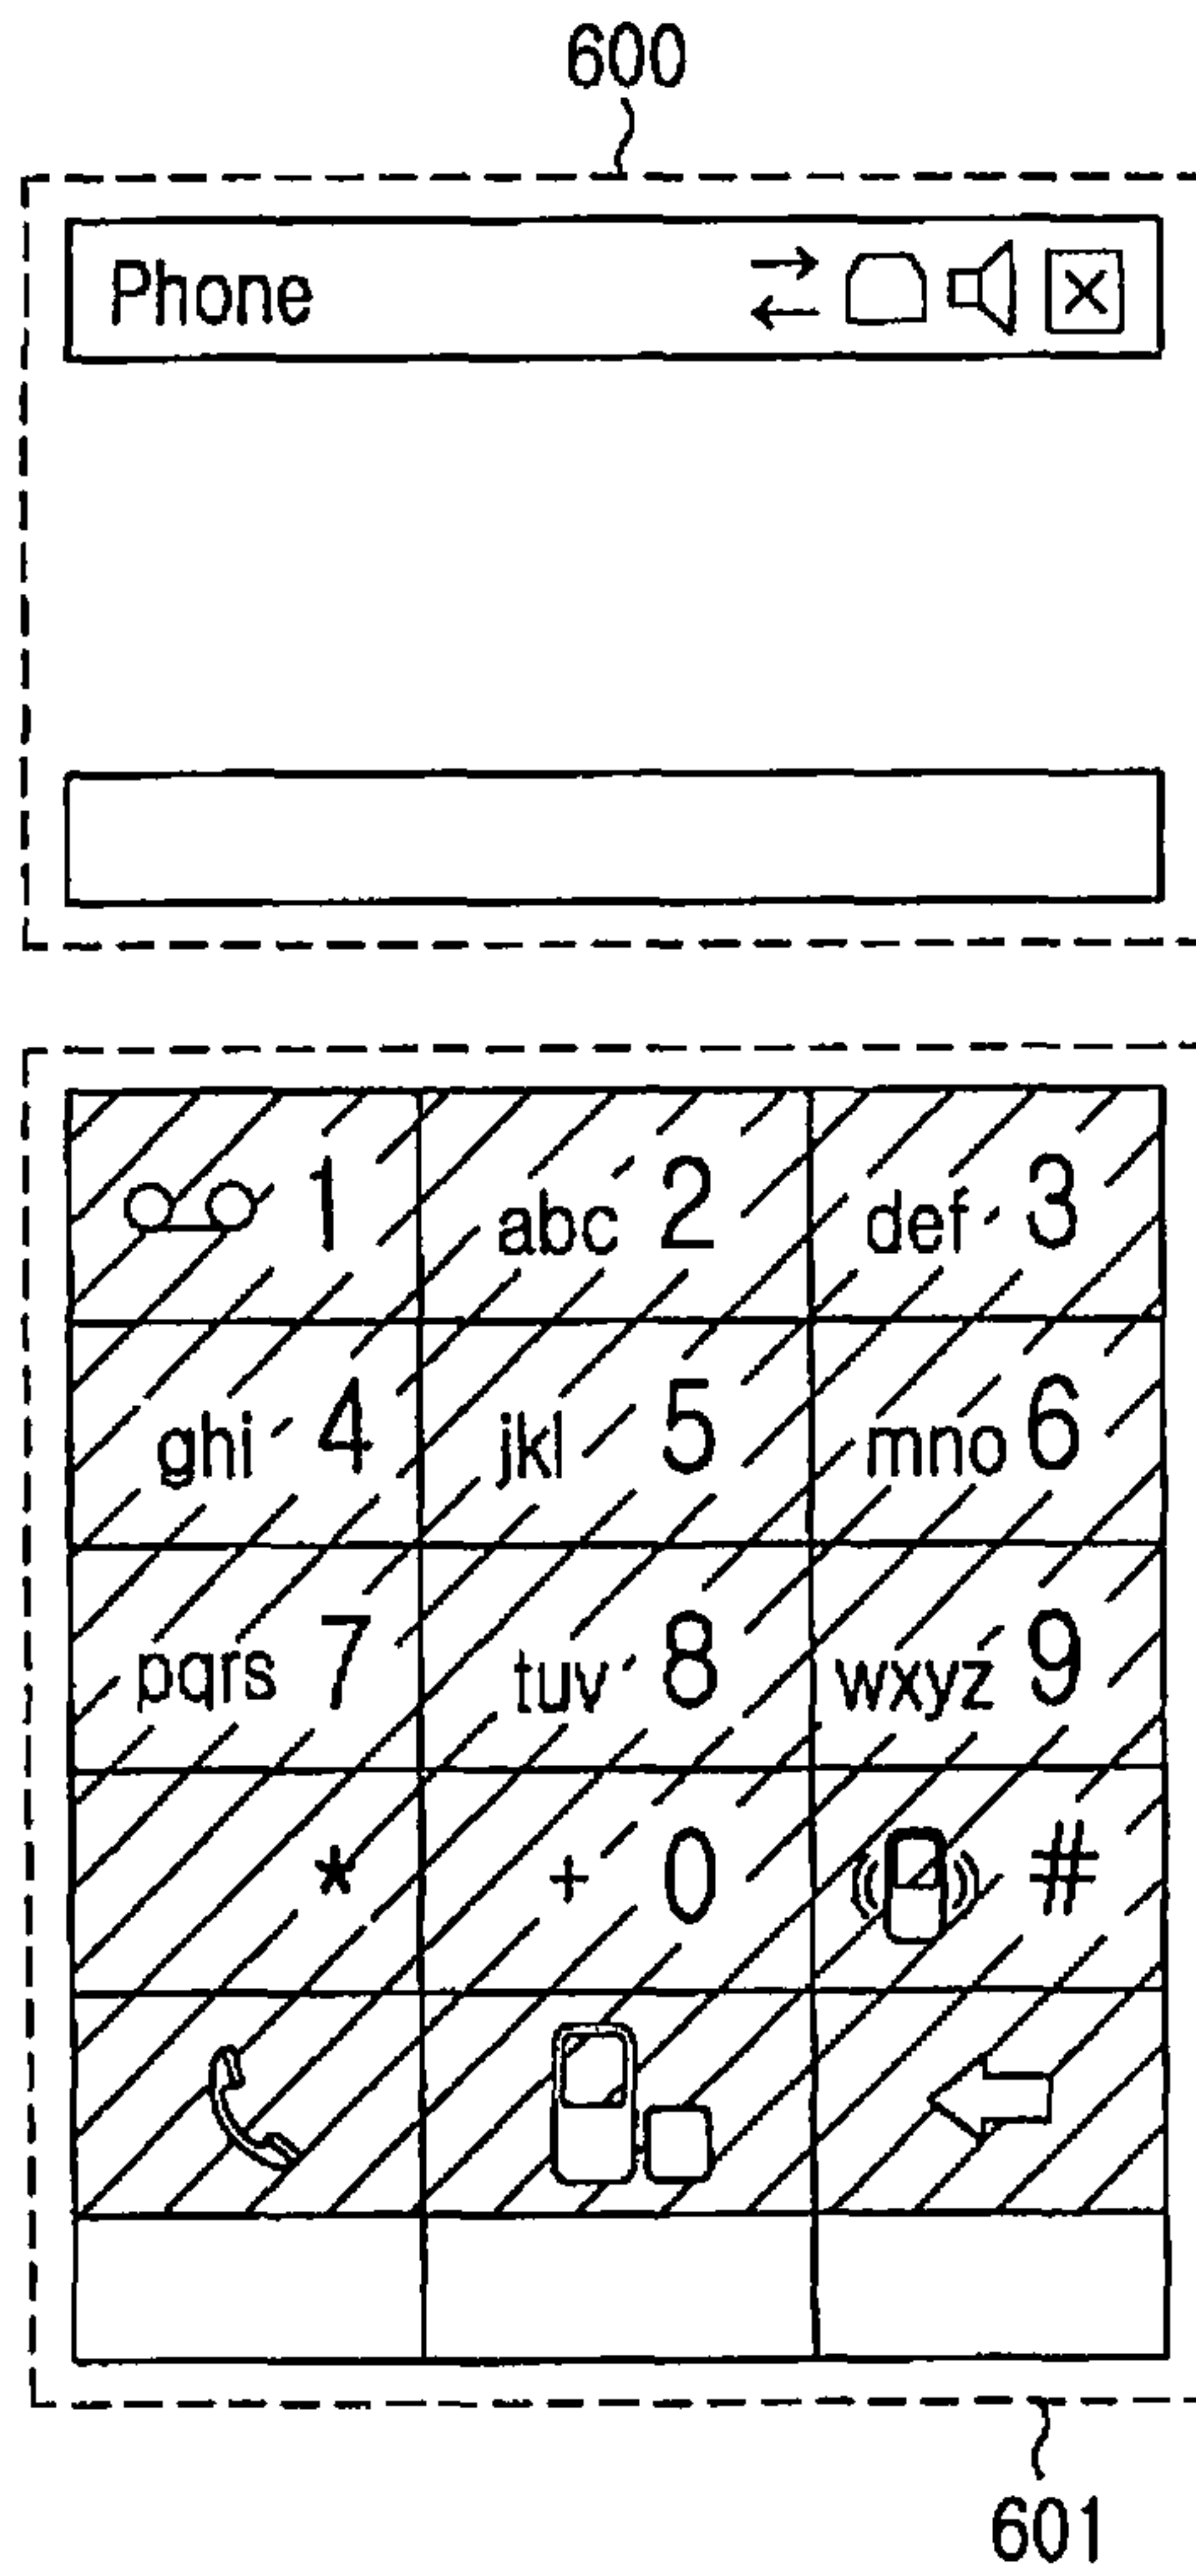 600
Phone
1 abc 2 def 3
ghi 4 jkl 5 mno 6
pqrs 7 tuv 8 wxyz 9
* + 0 #
601